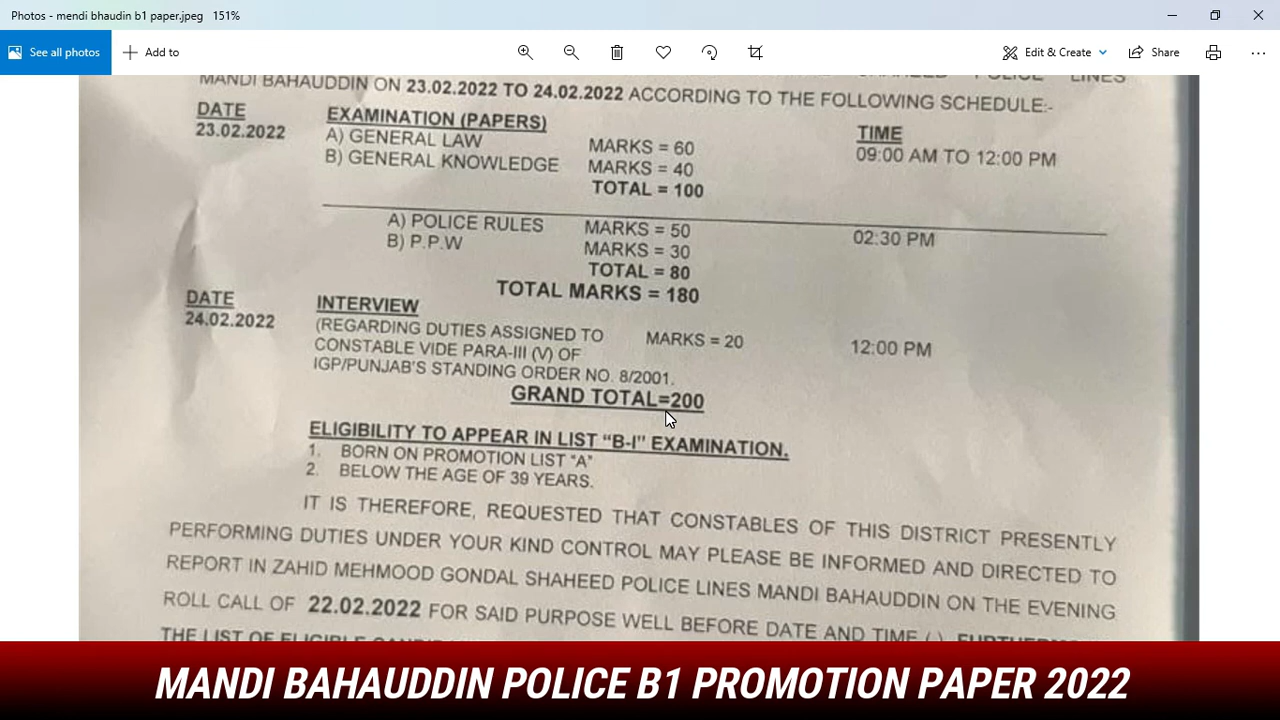 Photos - mendi bhaudin b1 paper.jpeg 151%
See all photos
Add to
Edit & Create
Share
SHAHEED POLICE LINES
MANDI BAHAUDDIN ON 23.02.2022 TO 24.02.2022 ACCORDING TO THE FOLLOWING SCHEDULE:-
DATE EXAMINATION (PAPERS) TIME
23.02.2022 A) GENERAL LAW MARKS = 60 09:00 AM TO 12:00 PM
B) GENERAL KNOWLEDGE MARKS = 40
TOTAL = 100
A) POLICE RULES MARKS = 50 02:30 PM
B) P.P.W MARKS = 30
TOTAL = 80
TOTAL MARKS = 180
DATE INTERVIEW
24.02.2022 (REGARDING DUTIES ASSIGNED TO MARKS = 20 12:00 PM
CONSTABLE VIDE PARA-III (V) OF
IGP/PUNJAB'S STANDING ORDER NO. 8/2001.
GRAND TOTAL=200
ELIGIBILITY TO APPEAR IN LIST "B-I" EXAMINATION.
1. BORN ON PROMOTION LIST "A"
2. BELOW THE AGE OF 39 YEARS.
IT IS THEREFORE, REQUESTED THAT CONSTABLES OF THIS DISTRICT PRESENTLY
PERFORMING DUTIES UNDER YOUR KIND CONTROL MAY PLEASE BE INFORMED AND DIRECTED TO
REPORT IN ZAHID MEHMOOD GONDAL SHAHEED POLICE LINES MANDI BAHAUDDIN ON THE EVENING
ROLL CALL OF 22.02.2022 FOR SAID PURPOSE WELL BEFORE DATE AND TIME (.)
THE LIST OF ELIGIBLE
MANDI BAHAUDDIN POLICE B1 PROMOTION PAPER 2022